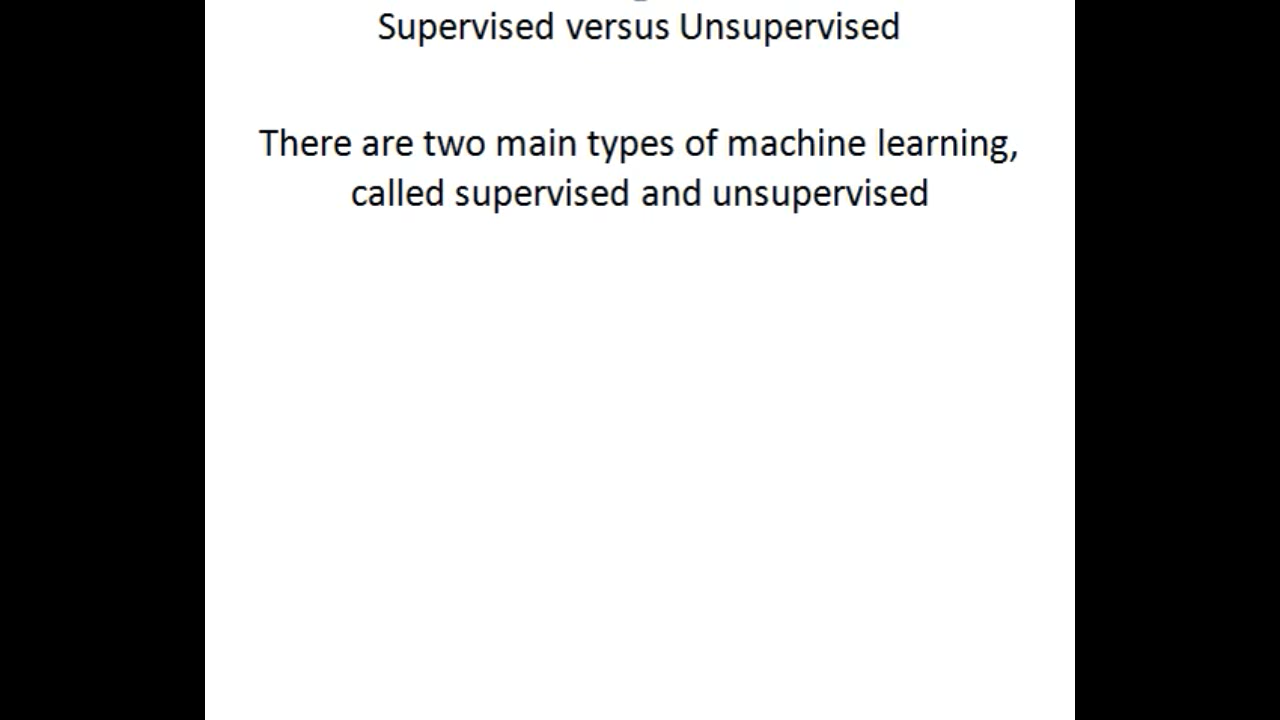 Supervised versus Unsupervised
There are two main types of machine learning,
called supervised and unsupervised